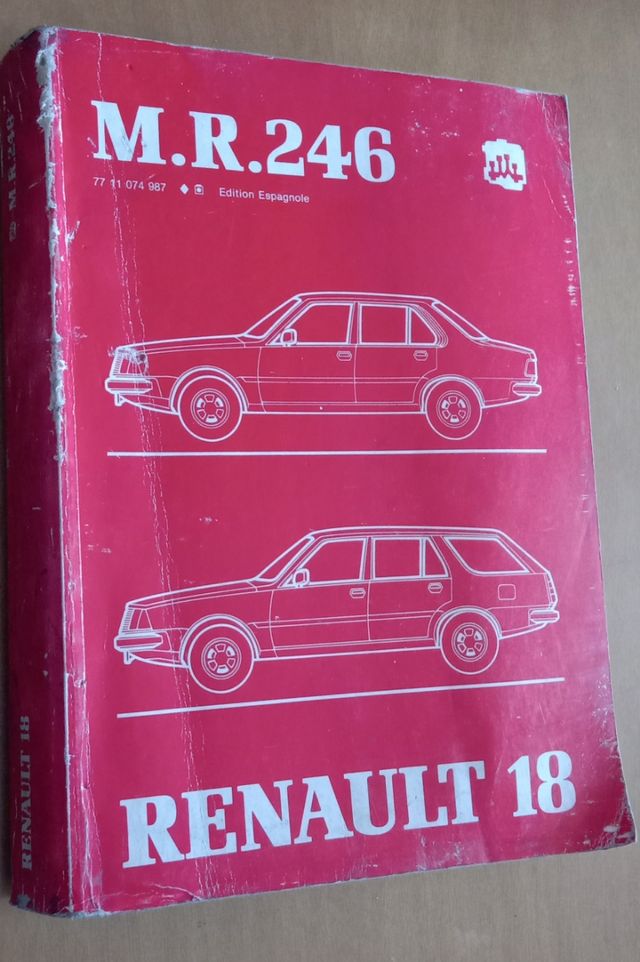 M.R.246
77 11 074 987 Edition Espagnole
RENAULT 18
M.R.246
RENAULT 18